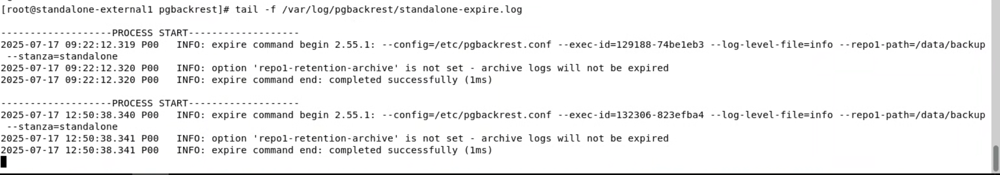 [root@standalone-external1 pgbackrest]# tail -f /var/log/pgbackrest/standalone-expire.log
-------------------PROCESS START-------------------
2025-07-17 09:22:12.319 P00   INFO: expire command begin 2.55.1: --config=/etc/pgbackrest.conf --exec-id=129188-74be1eb3 --log-level-file=info --repo1-path=/data/backup
 --stanza=standalone
2025-07-17 09:22:12.320 P00   INFO: option 'repo1-retention-archive' is not set - archive logs will not be expired
2025-07-17 09:22:12.320 P00   INFO: expire command end: completed successfully (1ms)
-------------------PROCESS START-------------------
2025-07-17 12:50:38.340 P00   INFO: expire command begin 2.55.1: --config=/etc/pgbackrest.conf --exec-id=132306-823efba4 --log-level-file=info --repo1-path=/data/backup
 --stanza=standalone
2025-07-17 12:50:38.341 P00   INFO: option 'repo1-retention-archive' is not set - archive logs will not be expired
2025-07-17 12:50:38.341 P00   INFO: expire command end: completed successfully (1ms)